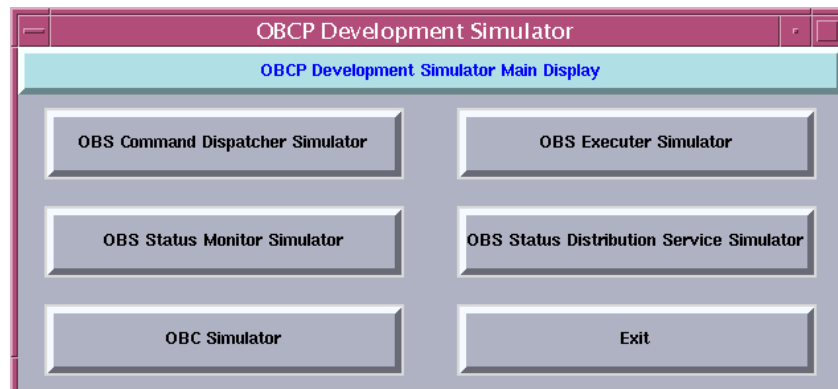 OBCP Development Simulator
OBCP Development Simulator Main Display
OBS Command Dispatcher Simulator
OBS Executer Simulator
OBS Status Monitor Simulator
OBS Status Distribution Service Simulator
OBC Simulator
Exit